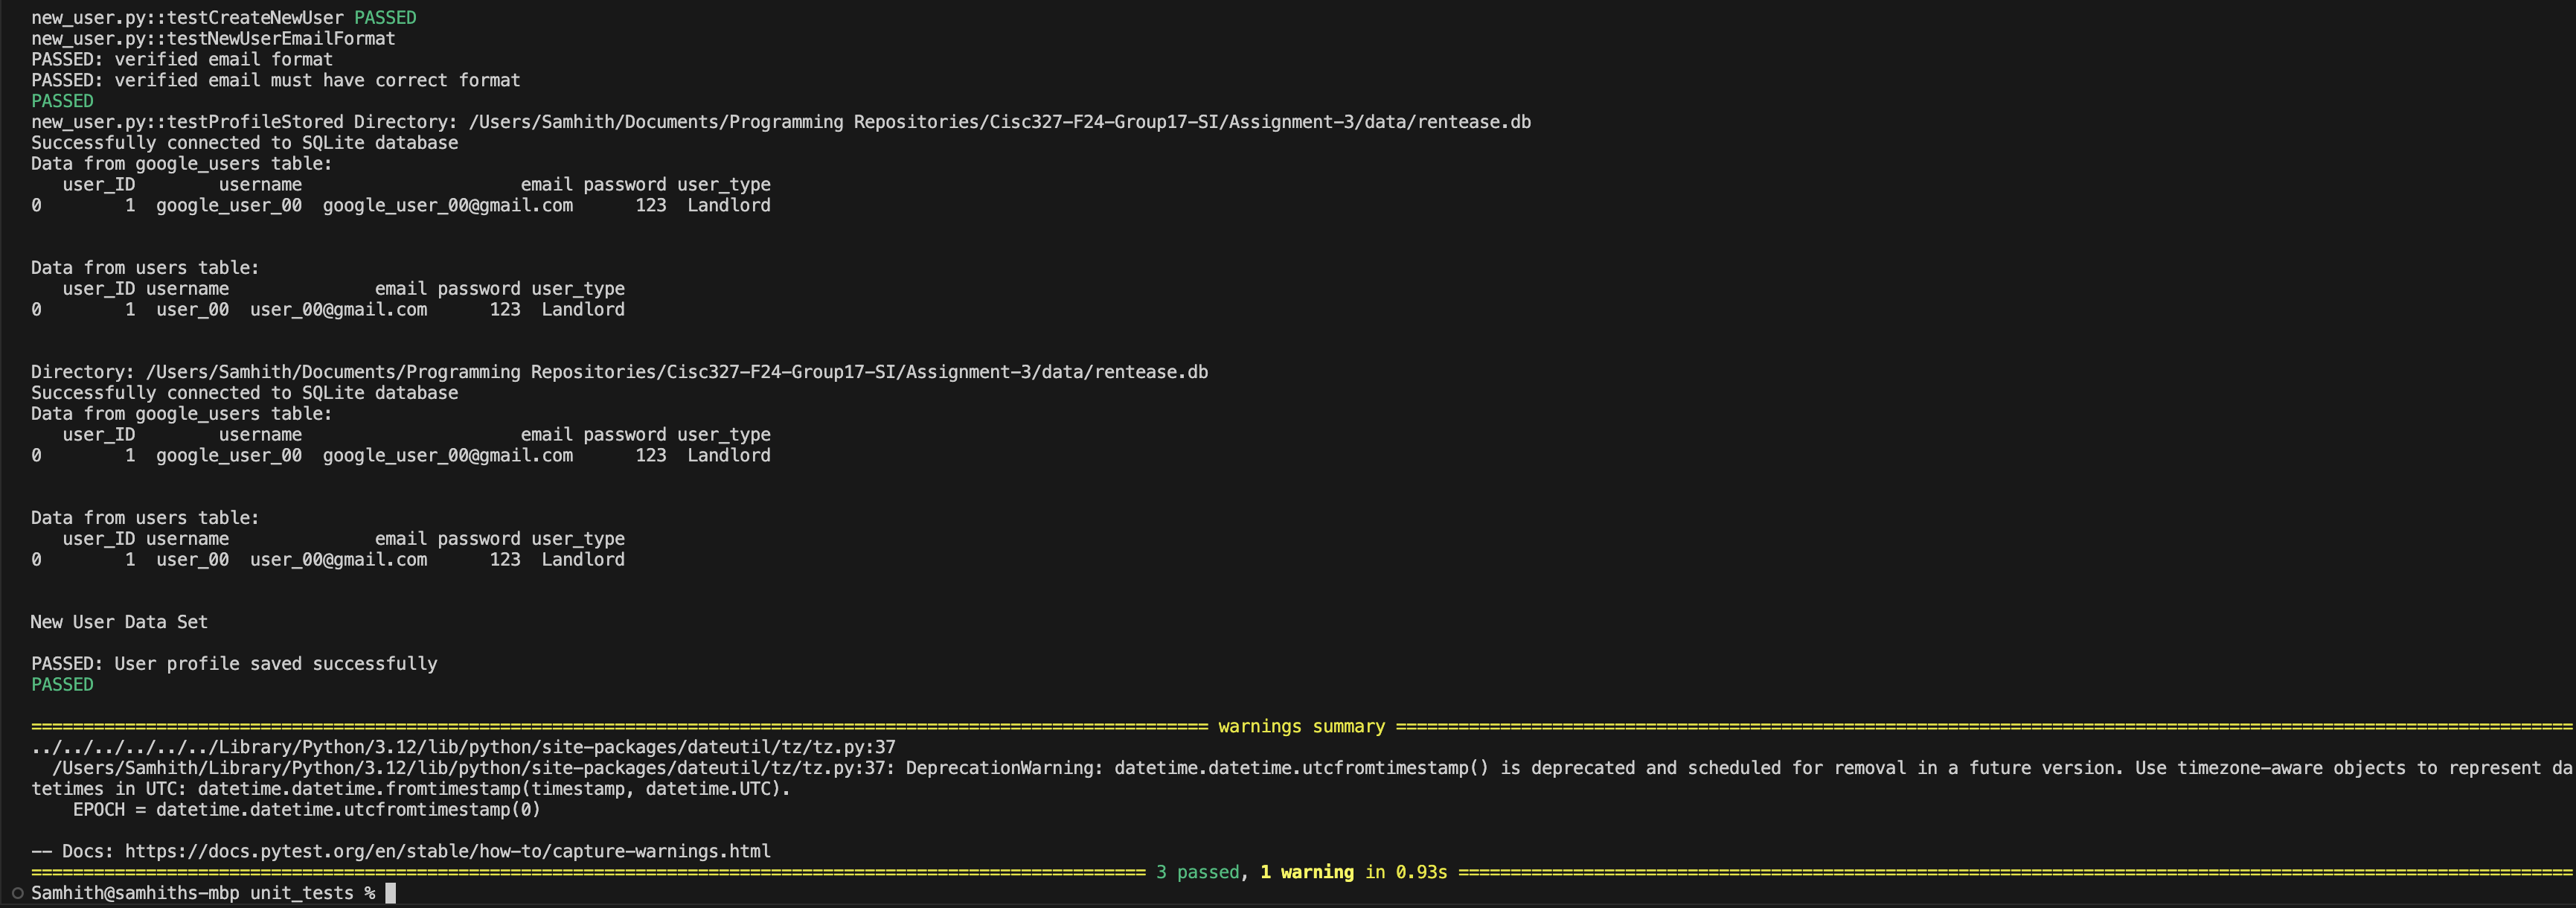 new_user.py::testCreateNewUser PASSED
new_user.py::testNewUserEmailFormat
PASSED: verified email format
PASSED: verified email must have correct format
PASSED
new_user.py::testProfileStored Directory: /Users/Samhith/Documents/Programming Repositories/Cisc327-F24-Group17-SI/Assignment-3/data/rentease.db
Successfully connected to SQLite database
Data from google_users table:
   user_ID        username                     email password user_type
0        1  google_user_00  google_user_00@gmail.com      123  Landlord
Data from users table:
   user_ID username              email password user_type
0        1  user_00  user_00@gmail.com      123  Landlord
Directory: /Users/Samhith/Documents/Programming Repositories/Cisc327-F24-Group17-SI/Assignment-3/data/rentease.db
Successfully connected to SQLite database
Data from google_users table:
   user_ID        username                     email password user_type
0        1  google_user_00  google_user_00@gmail.com      123  Landlord
Data from users table:
   user_ID username              email password user_type
0        1  user_00  user_00@gmail.com      123  Landlord
New User Data Set
PASSED: User profile saved successfully
PASSED
warnings summary
../../../../../../Library/Python/3.12/lib/python/site-packages/dateutil/tz/tz.py:37
  /Users/Samhith/Library/Python/3.12/lib/python/site-packages/dateutil/tz/tz.py:37: DeprecationWarning: datetime.datetime.utcfromtimestamp() is deprecated and scheduled for removal in a future version. Use timezone-aware objects to represent da
tetimes in UTC: datetime.datetime.fromtimestamp(timestamp, datetime.UTC).
    EPOCH = datetime.datetime.utcfromtimestamp(0)
-- Docs: https://docs.pytest.org/en/stable/how-to/capture-warnings.html
3 passed, 1 warning in 0.93s
Samhith@samhiths-mbp unit_tests %